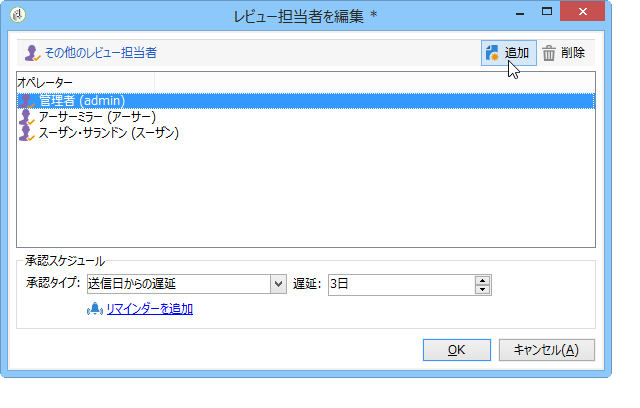 レビュー担当者を編集 *
その他のレビュー担当者 追加 削除
オペレーター
管理者 (admin)
アーサーミラー (アーサー)
スーザン・サランドン (スーザン)
承認スケジュール
承認タイプ: 送信日からの遅延 遅延: 3日
リマインダーを追加
OK キャンセル(A)